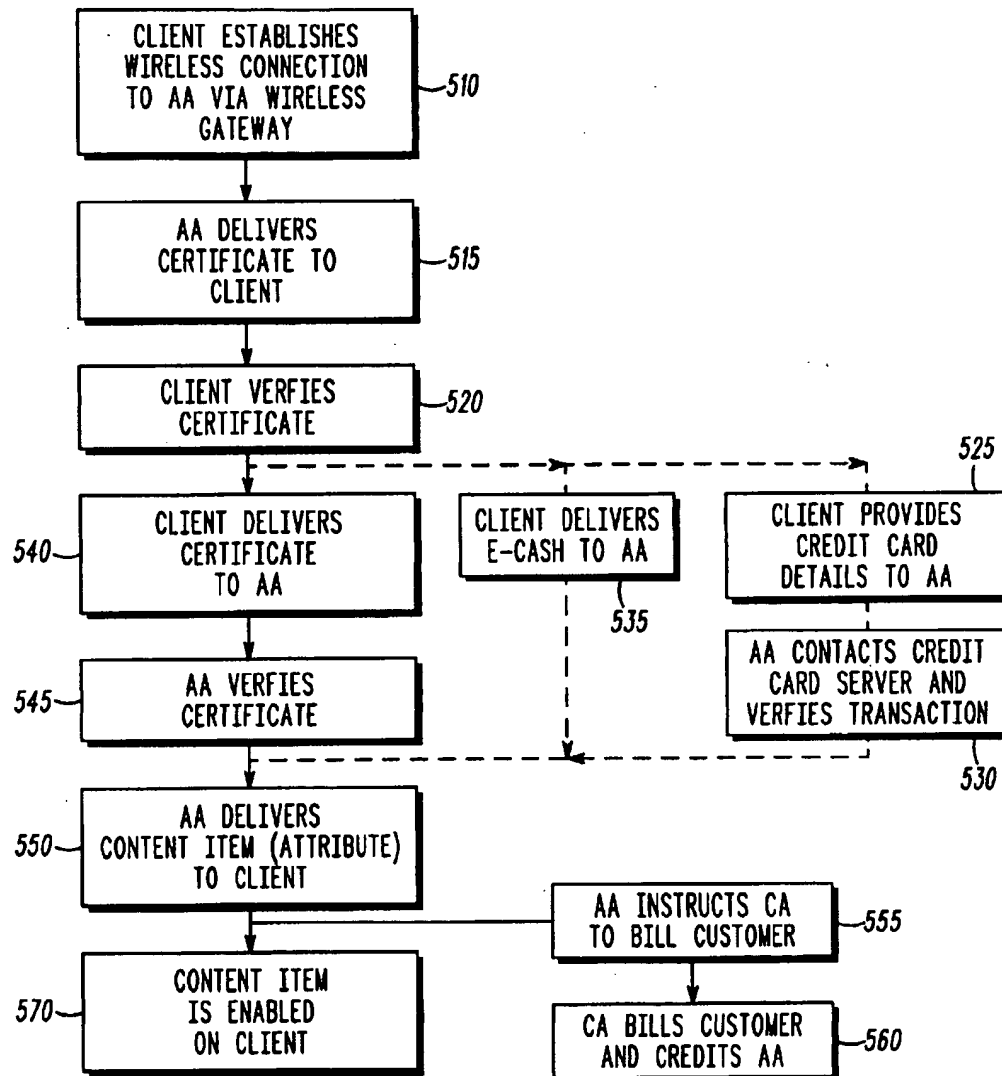 CLIENT ESTABLISHES
WIRELESS CONNECTION
TO AA VIA WIRELESS
GATEWAY
510
AA DELIVERS
CERTIFICATE TO
CLIENT
515
CLIENT VERFIES
CERTIFICATE
520
540
CLIENT DELIVERS
CERTIFICATE
TO AA
CLIENT DELIVERS
E-CASH TO AA
535
525
CLIENT PROVIDES
CREDIT CARD
DETAILS TO AA
545
AA VERFIES
CERTIFICATE
AA CONTACTS CREDIT
CARD SERVER AND
VERFIES TRANSACTION
530
550
AA DELIVERS
CONTENT ITEM (ATTRIBUTE)
TO CLIENT
AA INSTRUCTS CA
TO BILL CUSTOMER
555
570
CONTENT ITEM
IS ENABLED
ON CLIENT
CA BILLS CUSTOMER
AND CREDITS AA
560